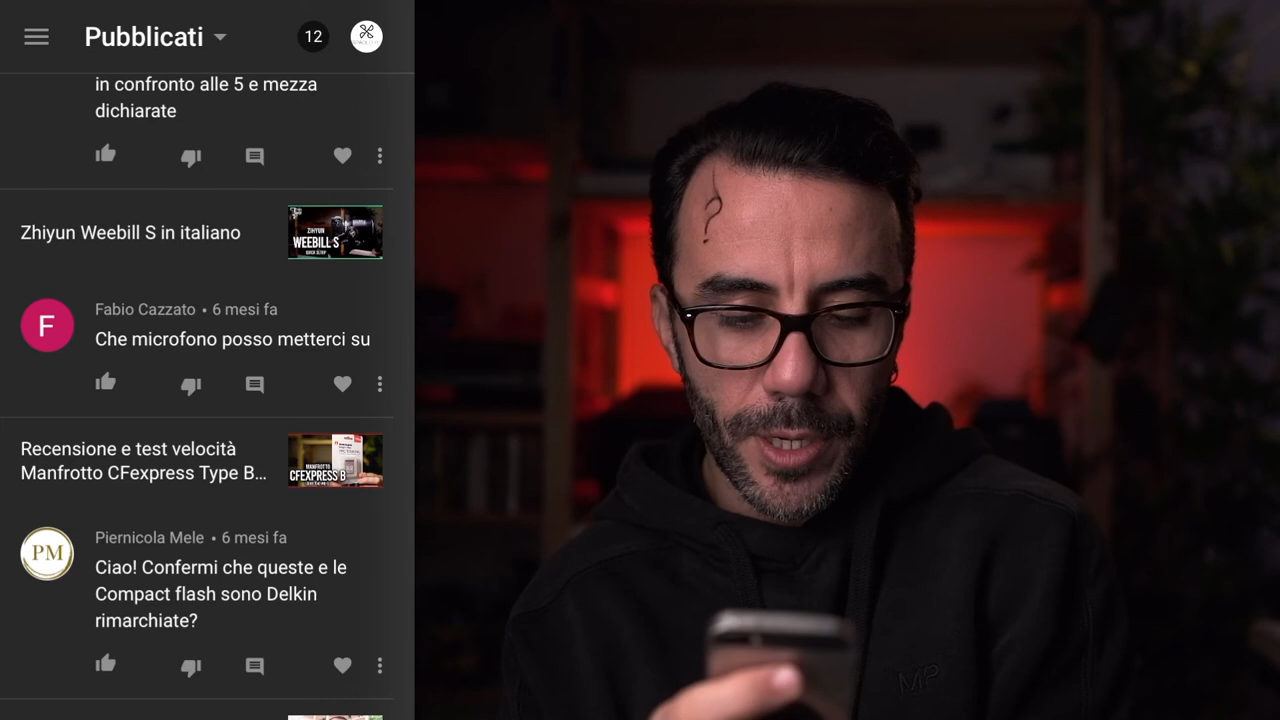 Pubblicati
12
in confronto alle 5 e mezza
dichiarate
Zhiyun Weebill S in italiano
ZHIYUN
WEEBILL S
Fabio Cazzato • 6 mesi fa
F
Che microfono posso metterci su
Recensione e test velocità
Manfrotto CFexpress Type B...
MANFROTTO
CFEXPRESS B
Piernicola Mele • 6 mesi fa
PM
Ciao! Confermi che queste e le
Compact flash sono Delkin
rimarchiate?
MP